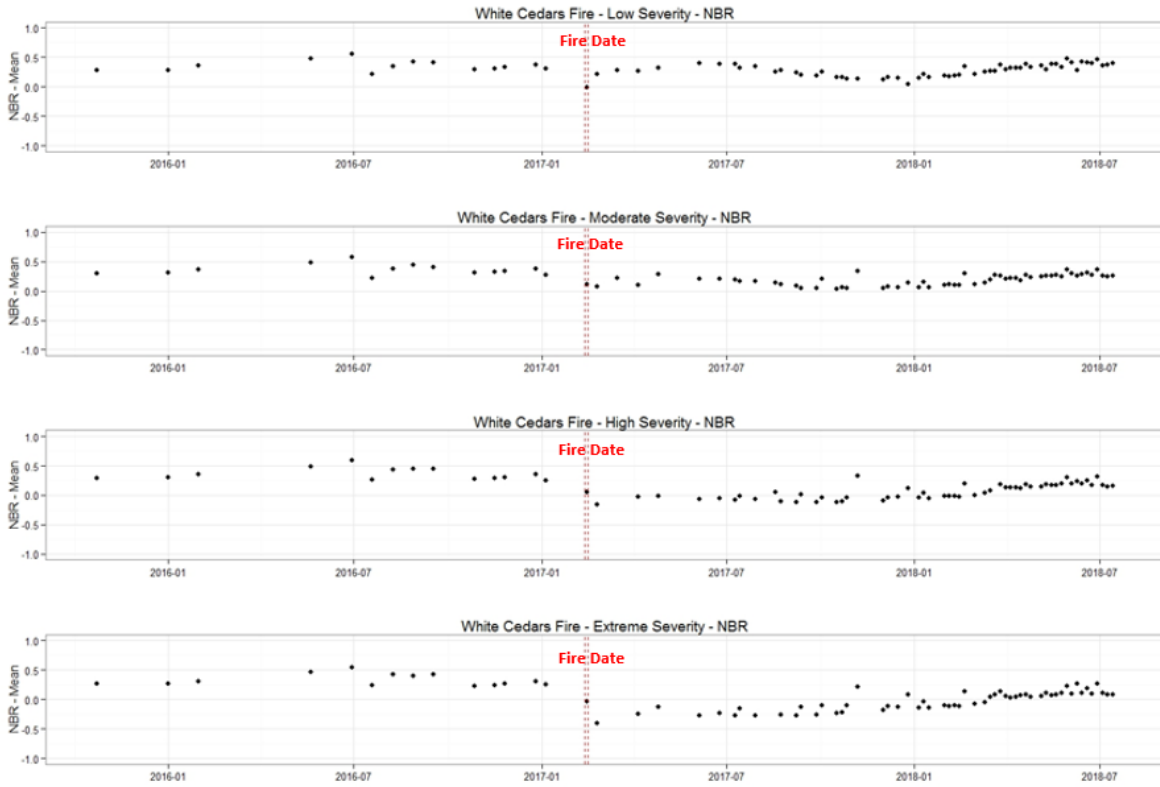 White Cedars Fire - Low Severity - NBR
Fire Date
NBR - Mean
1.0
0.5
0.0
-0.5
-1.0
2016-01 2016-07 2017-01 2017-07 2018-01 2018-07
White Cedars Fire - Moderate Severity - NBR
Fire Date
NBR - Mean
1.0
0.5
0.0
-0.5
-1.0
2016-01 2016-07 2017-01 2017-07 2018-01 2018-07
White Cedars Fire - High Severity - NBR
Fire Date
NBR - Mean
1.0
0.5
0.0
-0.5
-1.0
2016-01 2016-07 2017-01 2017-07 2018-01 2018-07
White Cedars Fire - Extreme Severity - NBR
Fire Date
NBR - Mean
1.0
0.5
0.0
-0.5
-1.0
2016-01 2016-07 2017-01 2017-07 2018-01 2018-07